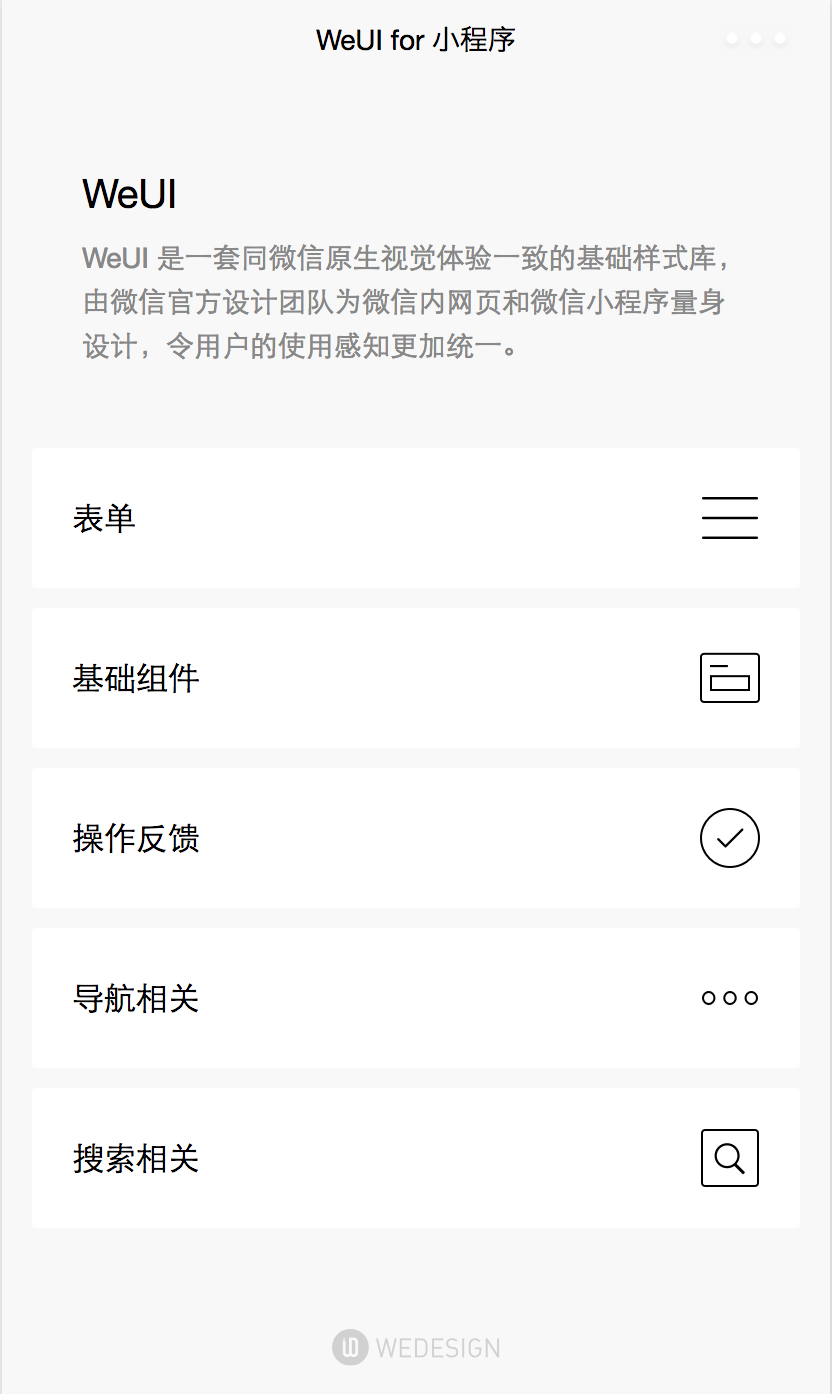 WeUI for 小程序
WeUI
WeUI 是一套同微信原生视觉体验一致的基础样式库，
由微信官方设计团队为微信内网页和微信小程序量身
设计，令用户的使用感知更加统一。
表单
基础组件
操作反馈
导航相关
搜索相关
WEDESIGN